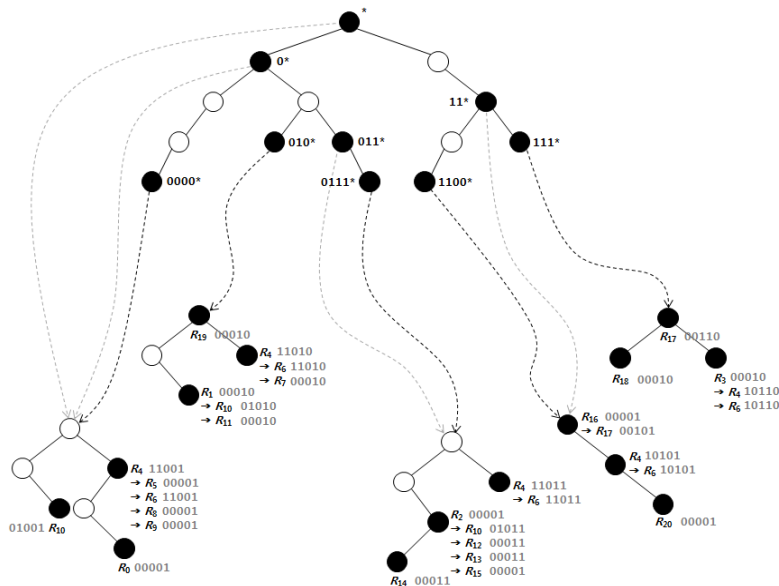 *
0*
11*
010*
011*
111*
0000*
0111*
1100*
R19 00010
R4 11010
→ R6 11010
→ R7 00010
R1 00010
→ R10 01010
→ R11 00010
R17 00110
R18 00010
R3 00010
→ R4 10110
→ R6 10110
R16 00001
→ R17 00101
R4 10101
→ R6 10101
R20 00001
R4 11001
→ R5 00001
→ R6 11001
→ R8 00001
→ R9 00001
01001 R10
R0 00001
R4 11011
→ R6 11011
R2 00001
→ R10 01011
→ R12 00011
→ R13 00011
→ R15 00001
R14 00011